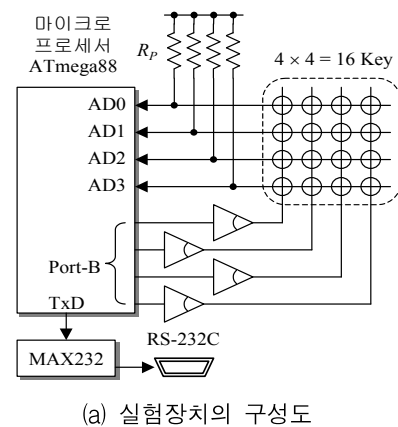 마이크로
프로세서
ATmega88
R_P
4 × 4 = 16 Key
AD0
AD1
AD2
AD3
Port-B
TxD
RS-232C
MAX232
(a) 실험장치의 구성도